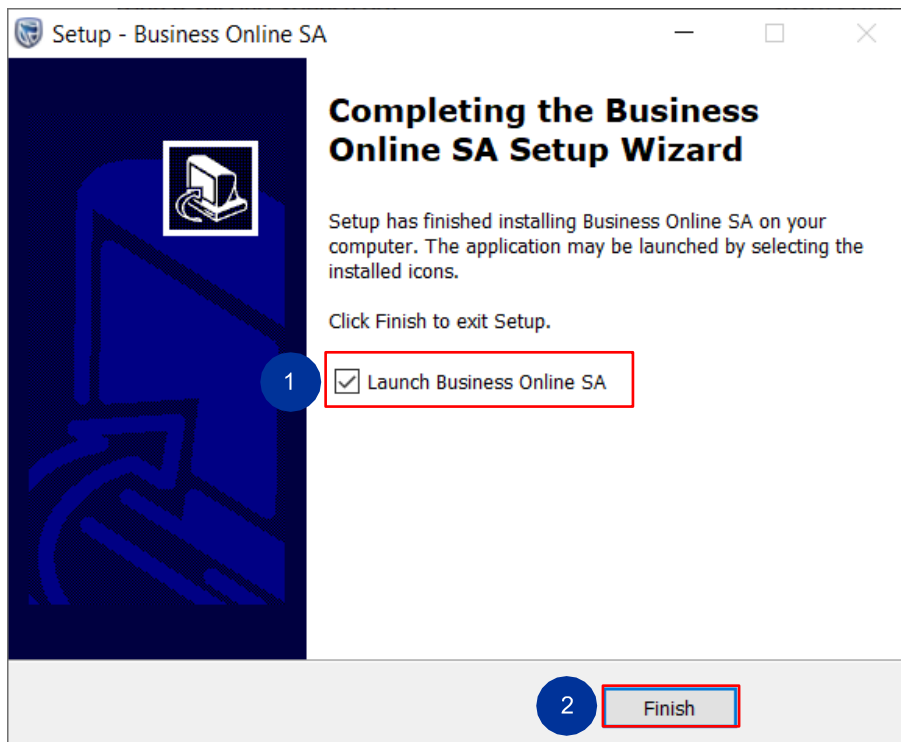 Setup - Business Online SA
Completing the Business
Online SA Setup Wizard
Setup has finished installing Business Online SA on your
computer. The application may be launched by selecting the
installed icons.
Click Finish to exit Setup.
1
Launch Business Online SA
2
Finish